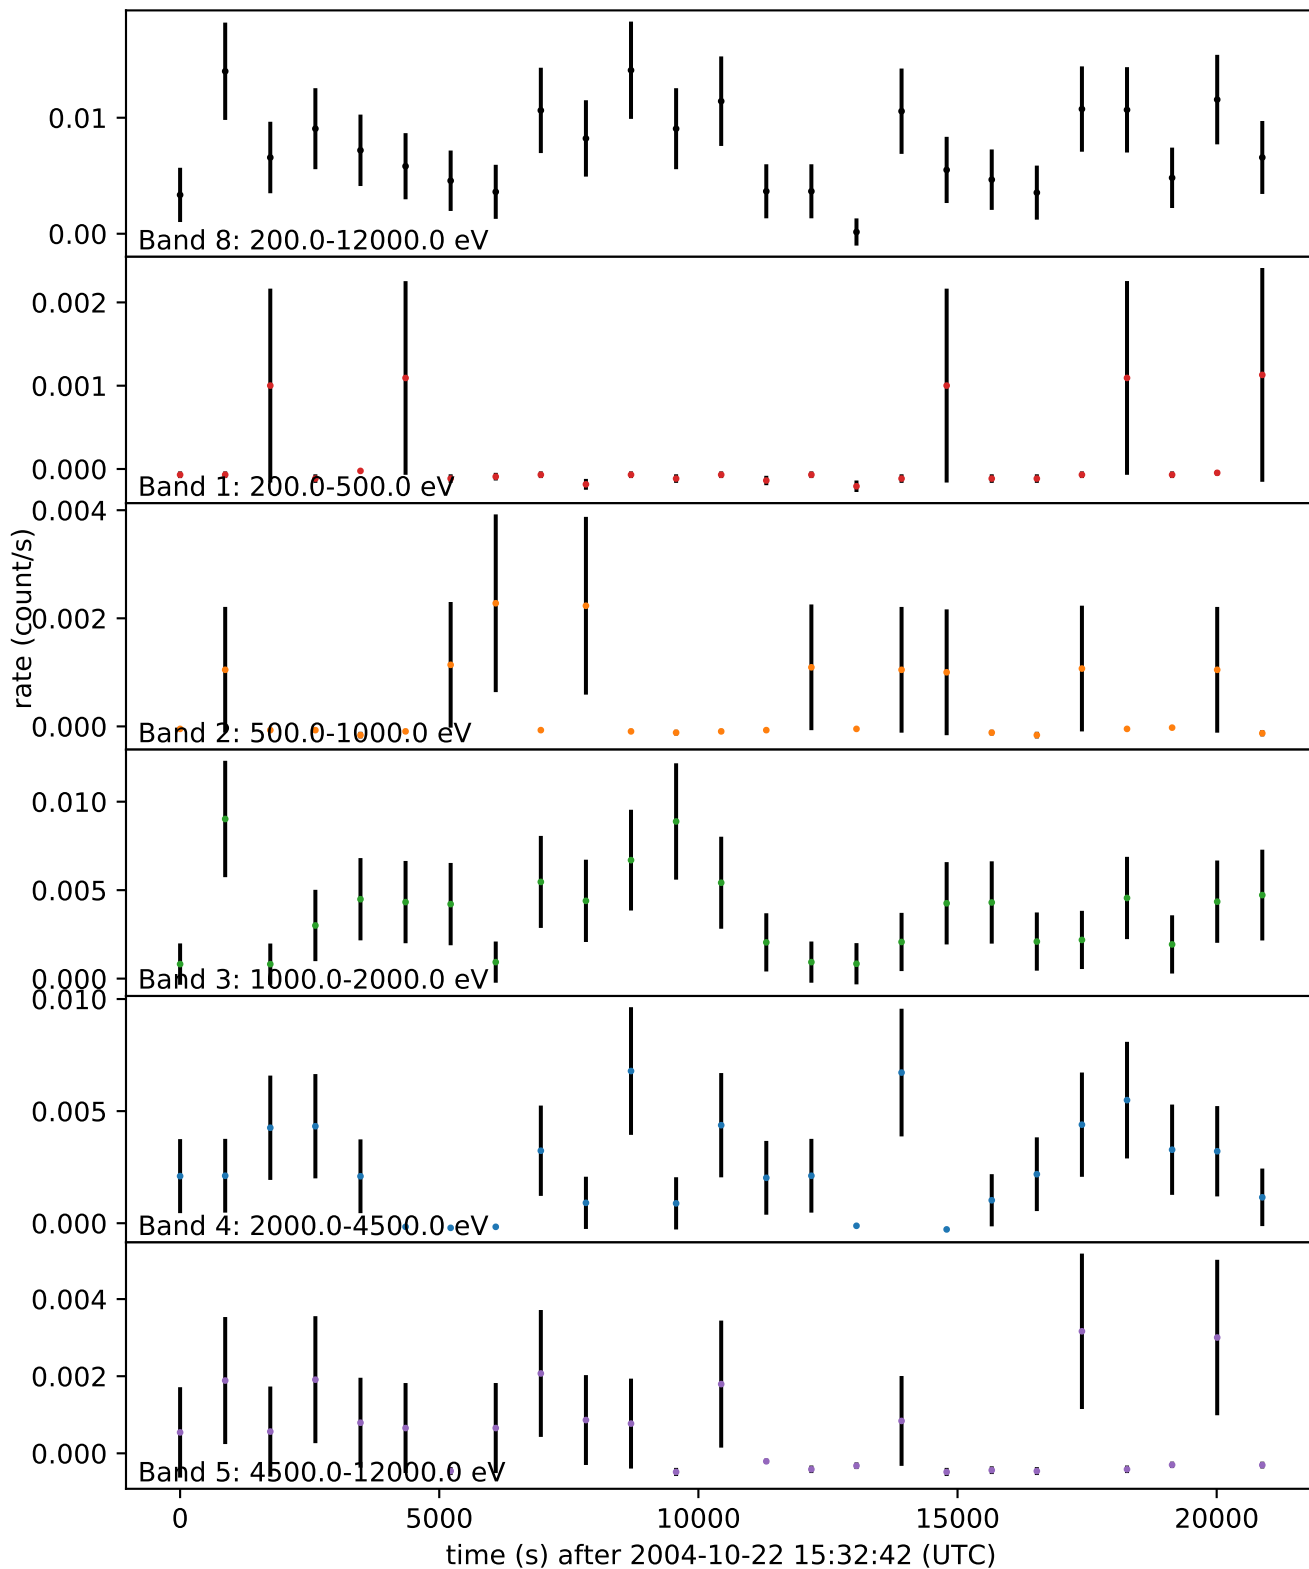 0.01
0.00
Band 8: 200.0-12000.0 eV
0.002
0.001
0.000
Band 1: 200.0-500.0 eV
0.004
0.002
0.000
Band 2: 500.0-1000.0 eV
rate (count/s)
0.010
0.005
0.000
Band 3: 1000.0-2000.0 eV
0.010
0.005
0.000
Band 4: 2000.0-4500.0 eV
0.004
0.002
0.000
Band 5: 4500.0-12000.0 eV
0 5000 10000 15000 20000
time (s) after 2004-10-22 15:32:42 (UTC)